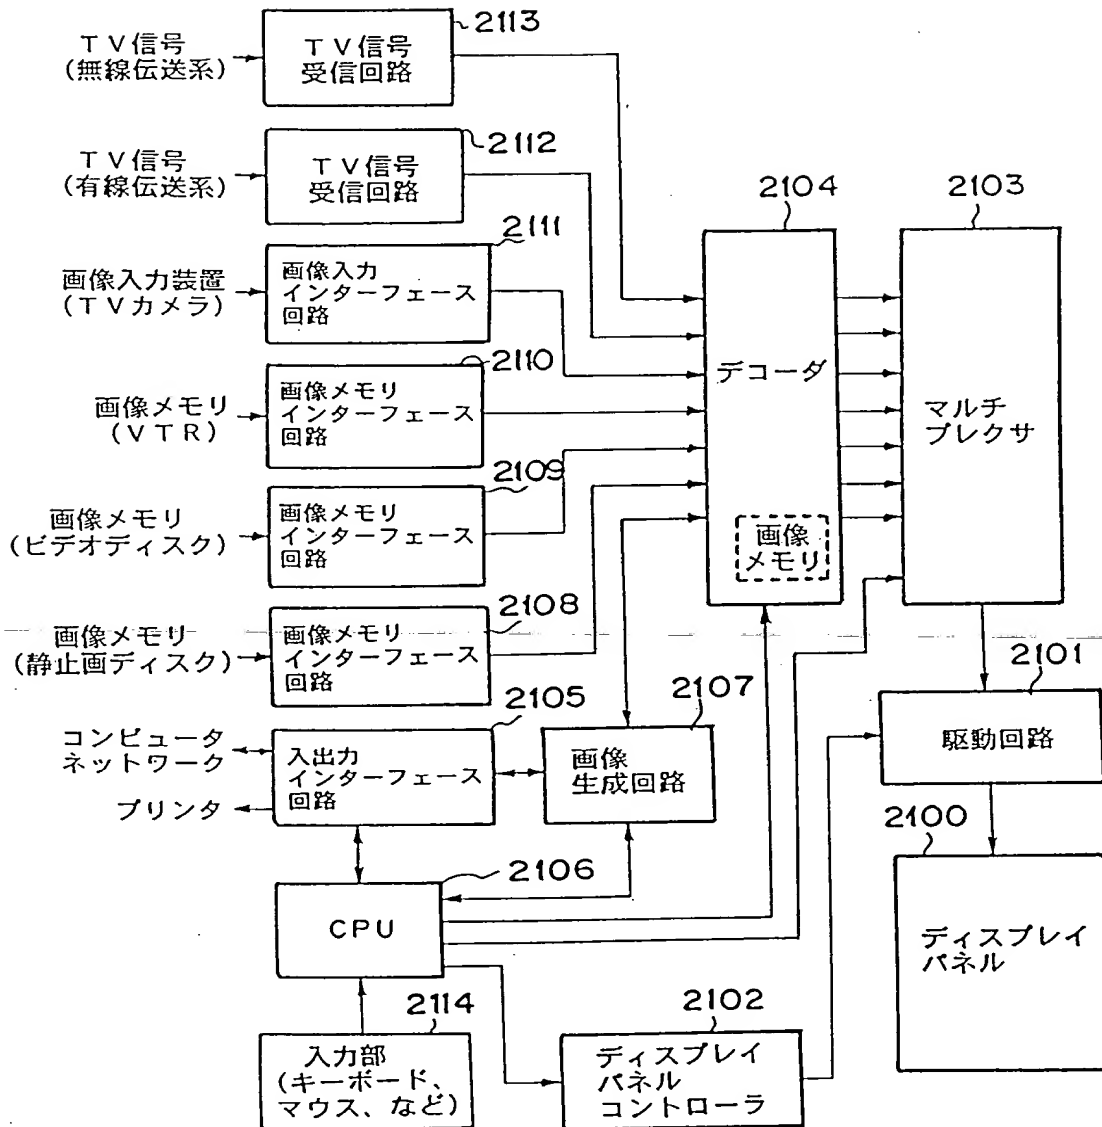 2113
TV信号
(無線伝送系)
TV信号
受信回路
2112
TV信号
(有線伝送系)
TV信号
受信回路
2111
画像入力装置
(TVカメラ)
画像入力
インターフェース
回路
2110
画像メモリ
(VTR)
画像メモリ
インターフェース
回路
2109
画像メモリ
(ビデオディスク)
画像メモリ
インターフェース
回路
2108
画像メモリ
(静止画ディスク)
画像メモリ
インターフェース
回路
2104
デコーダ
画像
メモリ
2103
マルチ
プレクサ
2105
コンピュータ
ネットワーク
プリンタ
入出力
インターフェース
回路
2107
画像
生成回路
2101
駆動回路
2100
ディスプレイ
パネル
2106
CPU
2114
入力部
(キーボード、
マウス、など)
2102
ディスプレイ
パネル
コントローラ